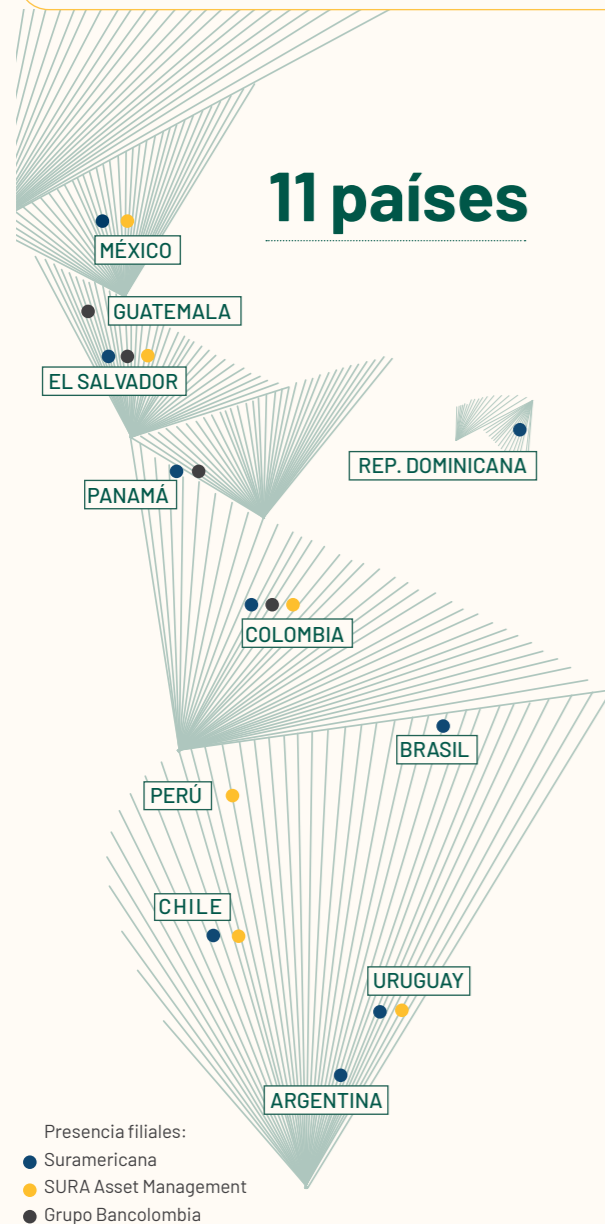 11 países
MÉXICO
GUATEMALA
EL SALVADOR
REP. DOMINICANA
PANAMÁ
COLOMBIA
BRASIL
PERÚ
CHILE
URUGUAY
ARGENTINA
Presencia filiales:
Suramericana
SURA Asset Management
Grupo Bancolombia